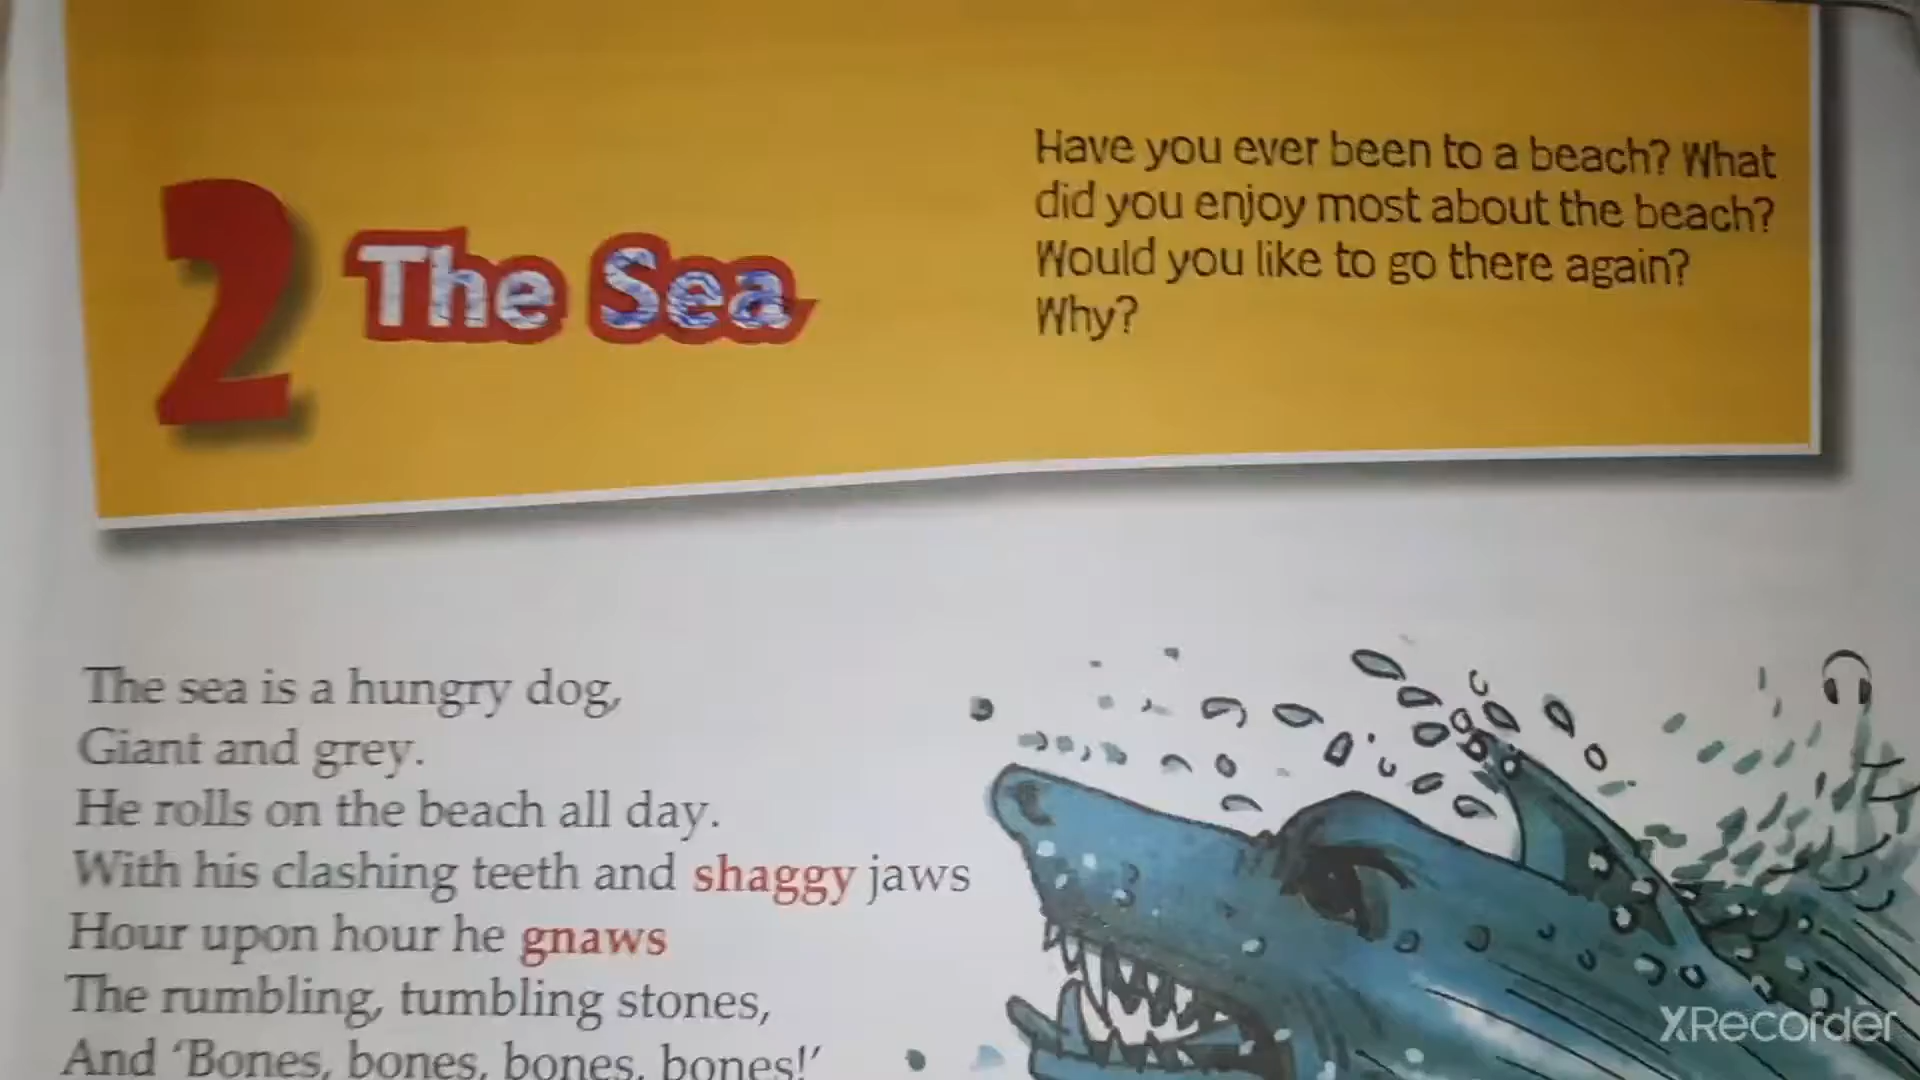 2 The Sea
Have you ever been to a beach? What
did you enjoy most about the beach?
Would you like to go there again?
Why?
The sea is a hungry dog,
Giant and grey.
He rolls on the beach all day.
With his clashing teeth and shaggy jaws
Hour upon hour he gnaws
The rumbling, tumbling stones,
And ‘Bones, bones, bones, bones!’
XRecorder